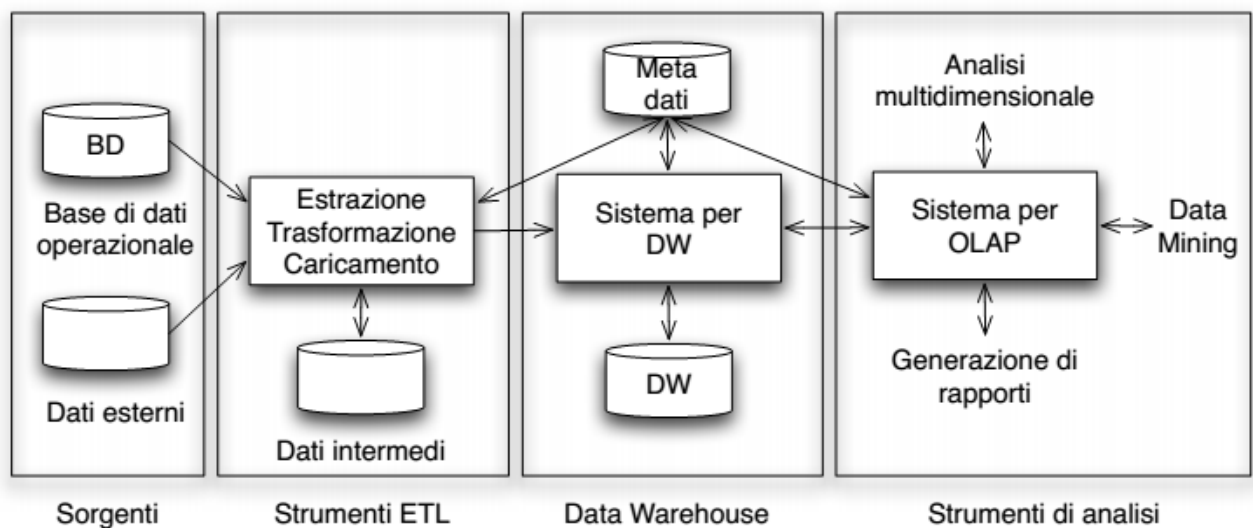 BD
Base di dati
operazionale
Dati esterni
Sorgenti
Estrazione
Trasformazione
Caricamento
Dati intermedi
Strumenti ETL
Meta
dati
Sistema per
DW
DW
Data Warehouse
Analisi
multidimensionale
Sistema per
OLAP
Data
Mining
Generazione di
rapporti
Strumenti di analisi